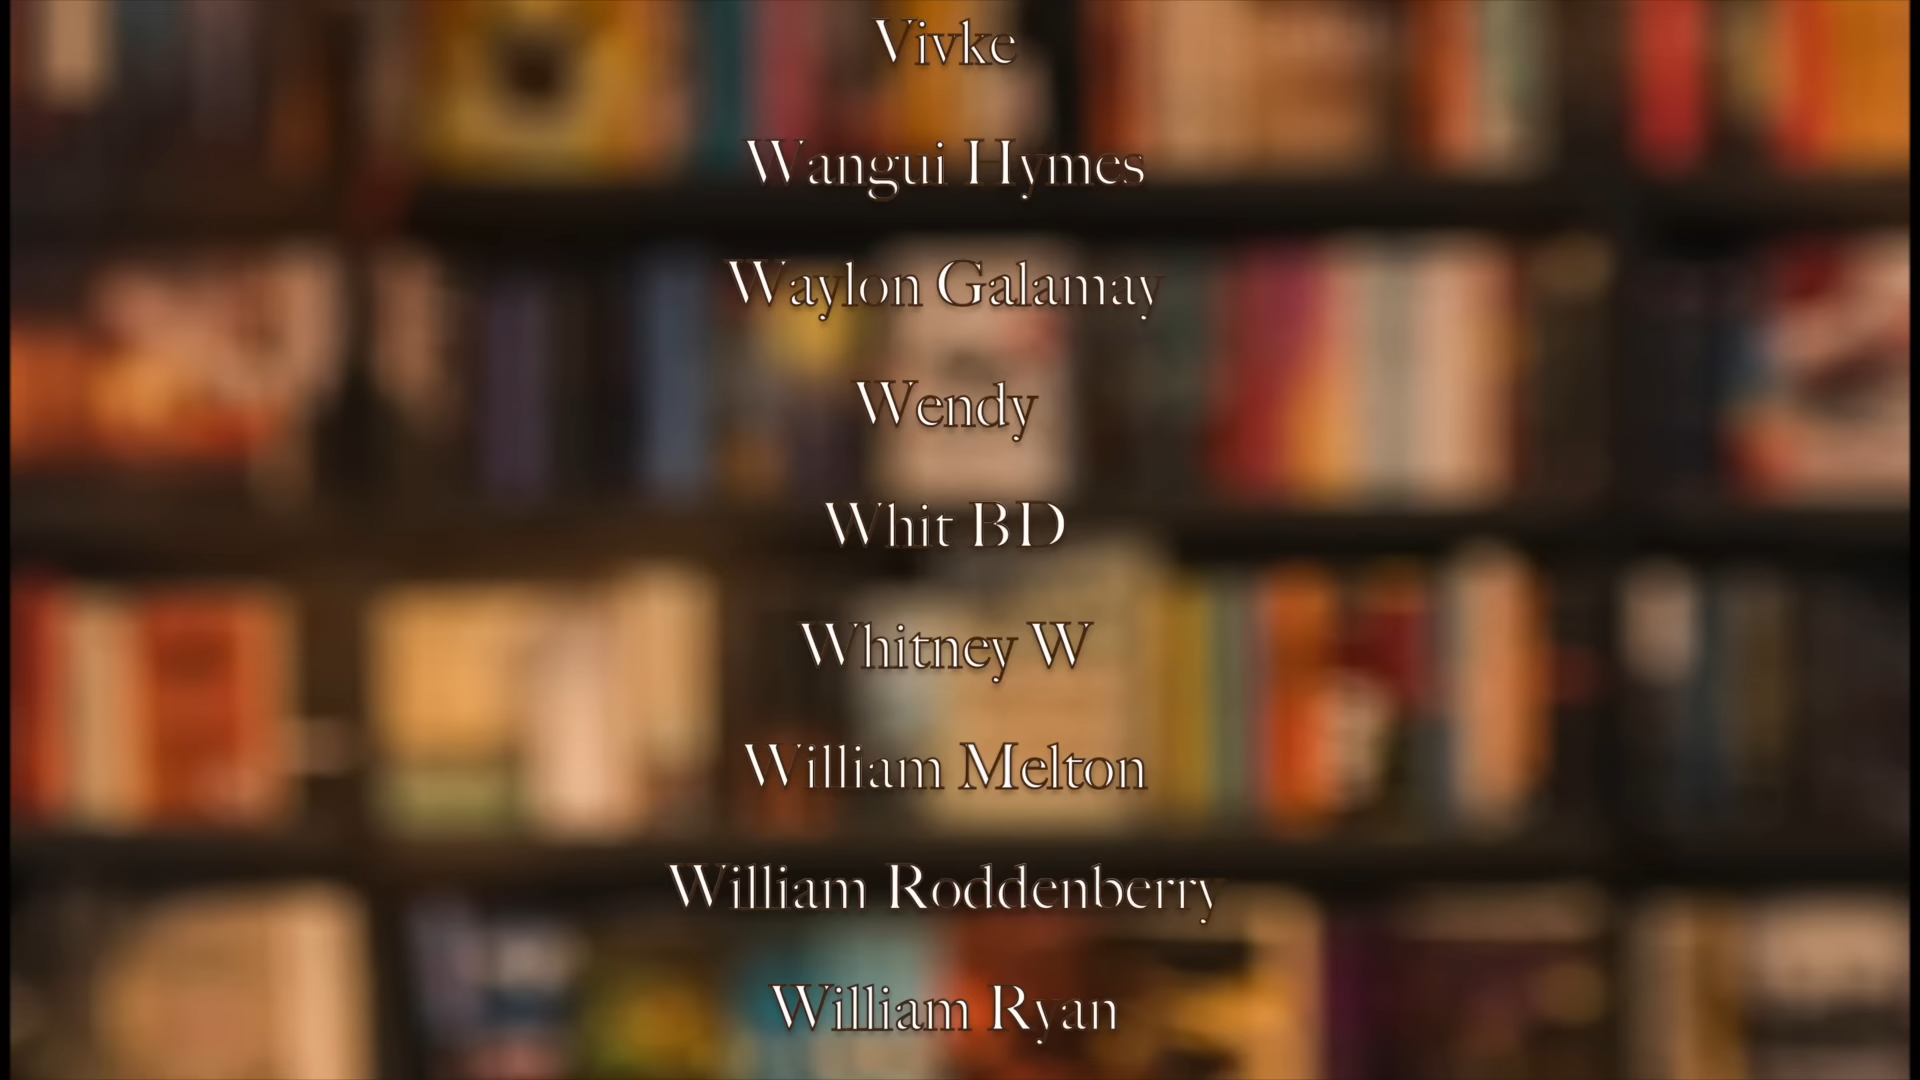 Vivke
Wangui Hymes
Waylon Galamay
Wendy
Whit BD
Whitney W
William Melton
William Roddenberry
William Ryan